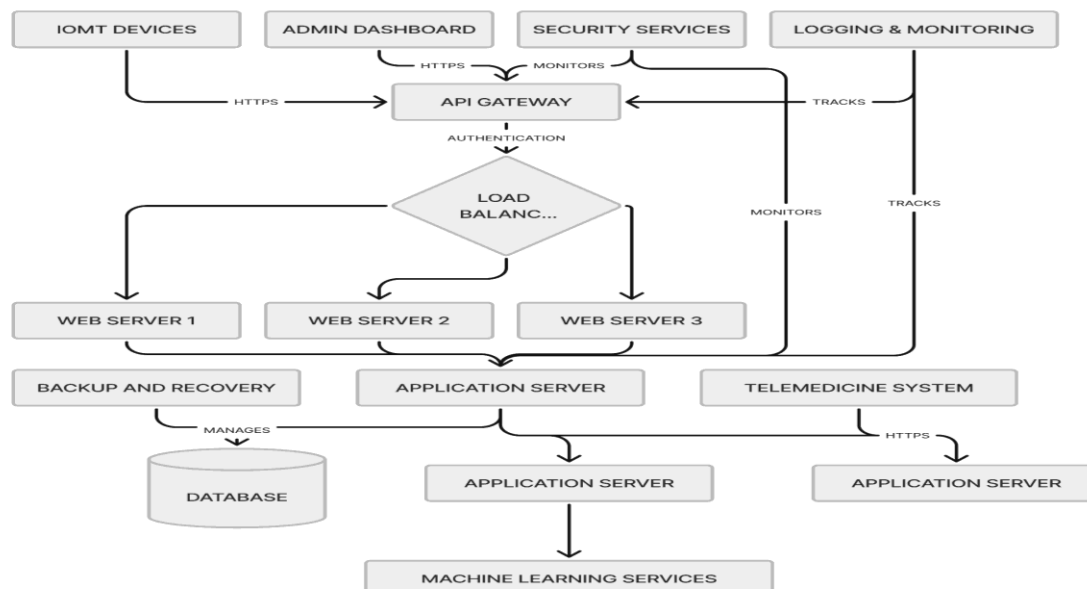 IOMT DEVICES
ADMIN DASHBOARD
SECURITY SERVICES
LOGGING & MONITORING
HTTPS
MONITORS
HTTPS
API GATEWAY
TRACKS
AUTHENTICATION
LOAD
BALANC...
MONITORS
TRACKS
WEB SERVER 1
WEB SERVER 2
WEB SERVER 3
BACKUP AND RECOVERY
APPLICATION SERVER
TELEMEDICINE SYSTEM
MANAGES
HTTPS
DATABASE
APPLICATION SERVER
APPLICATION SERVER
MACHINE LEARNING SERVICES